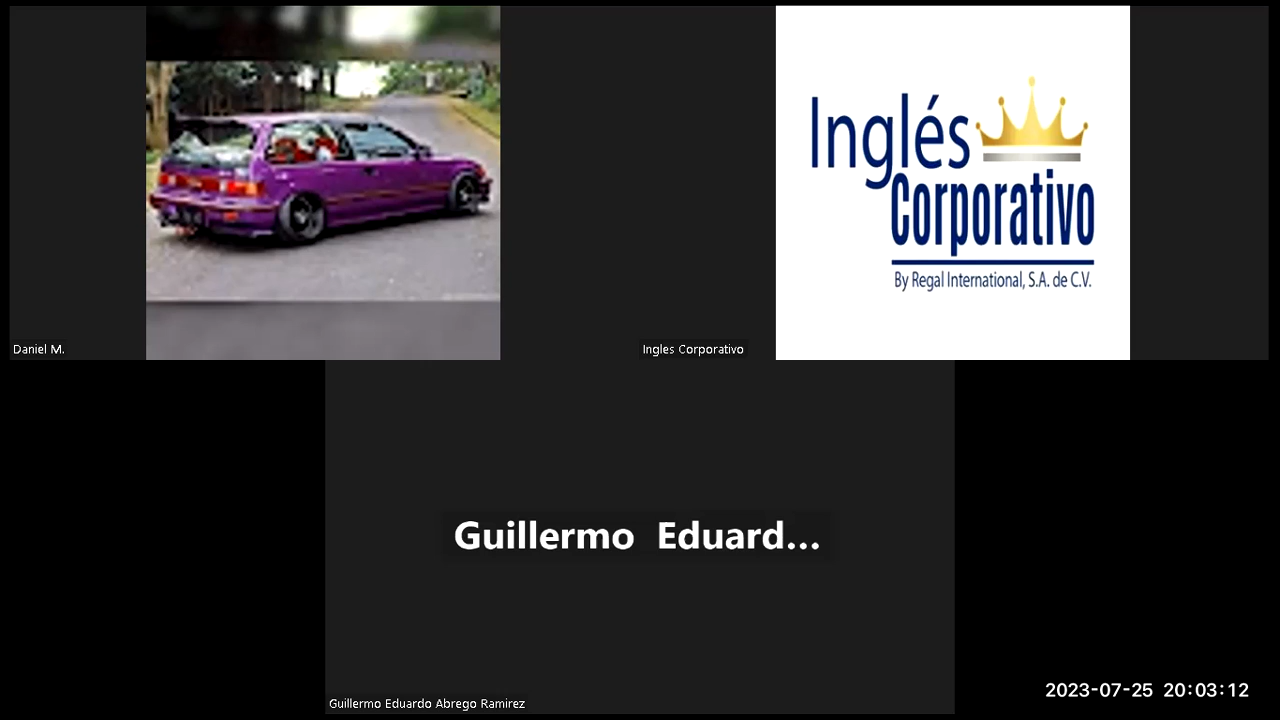 Daniel M.
Inglés
Corporativo
By Regal International, S.A. de C.V.
Ingles Corporativo
Guillermo Eduard...
Guillermo Eduardo Abrego Ramirez
2023-07-25 20:03:12